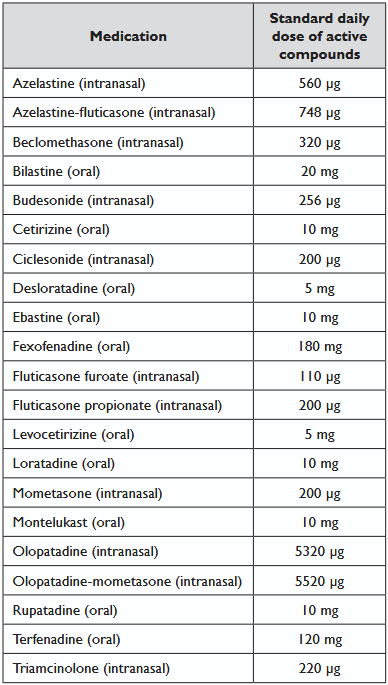 Medication
Standard daily
dose of active
compounds
Azelastine (intranasal) 560 µg
Azelastine-fluticasone (intranasal) 748 µg
Beclomethasone (intranasal) 320 µg
Bilastine (oral) 20 mg
Budesonide (intranasal) 256 µg
Cetirizine (oral) 10 mg
Ciclesonide (intranasal) 200 µg
Desloratadine (oral) 5 mg
Ebastine (oral) 10 mg
Fexofenadine (oral) 180 mg
Fluticasone furoate (intranasal) 110 µg
Fluticasone propionate (intranasal) 200 µg
Levocetirizine (oral) 5 mg
Loratadine (oral) 10 mg
Mometasone (intranasal) 200 µg
Montelukast (oral) 10 mg
Olopatadine (intranasal) 5320 µg
Olopatadine-mometasone (intranasal) 5520 µg
Rupatadine (oral) 10 mg
Terfenadine (oral) 120 mg
Triamcinolone (intranasal) 220 µg